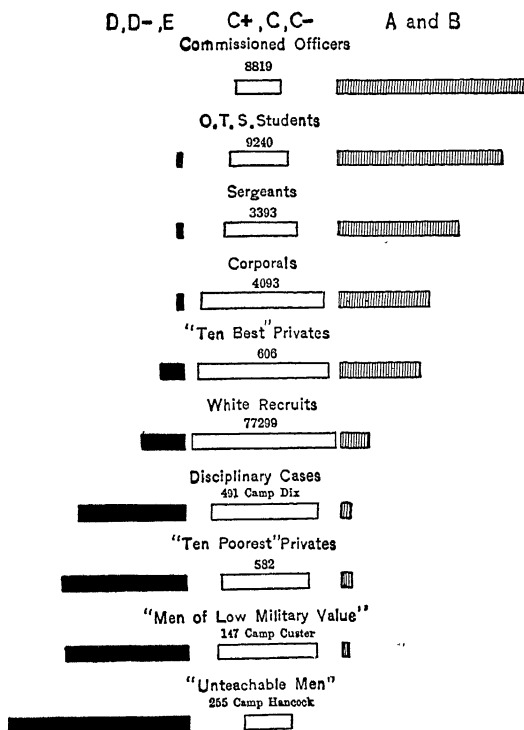 D,D-,E C+,C,C- A and B
Commissioned Officers
8819
O.T.S.Students
9240
Sergeants
3393
Corporals
4093
"Ten Best" Privates
606
White Recruits
77299
Disciplinary Cases
491 Camp Dix
"Ten Poorest" Privates
582
"Men of Low Military Value"
147 Camp Custer
"Unteachable Men"
255 Camp Hancock